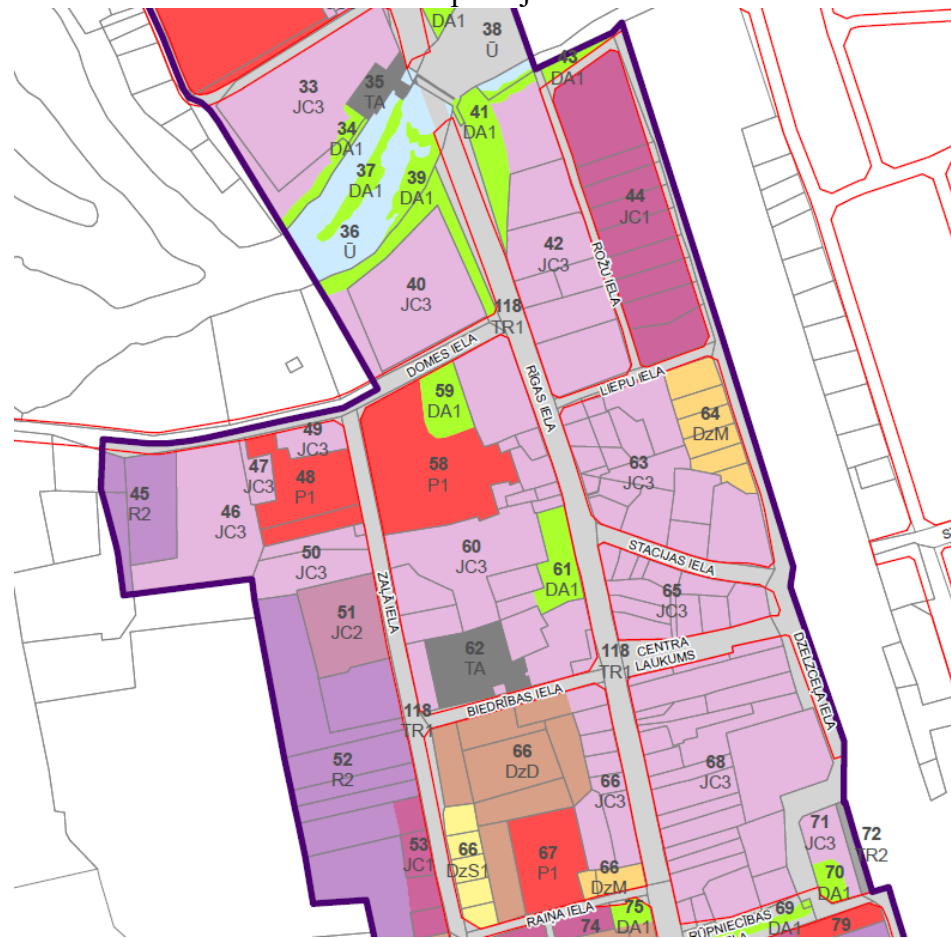 DA1
38
Ū
43
DA1
33
JC3
35
TA
34
DA1
41
DA1
37
DA1
39
DA1
44
JC1
36
Ū
42
JC3
ROŽU IELA
40
JC3
118
TR1
DOMES IELA
RĪGAS IELA
LIEPU IELA
59
DA1
64
DzM
49
JC3
47
JC3
48
P1
58
P1
63
JC3
45
R2
46
JC3
50
JC3
60
JC3
61
DA1
STACIJAS IELA
ZAĻĀ IELA
51
JC2
65
JC3
62
TA
118
TR1
CENTRA
LAUKUMS
DZELZCEĻA IELA
BIEDRĪBAS IELA
118
TR1
52
R2
66
DzD
66
JC3
68
JC3
53
JC1
66
DzS1
67
P1
66
DzM
71
JC3
72
TR2
70
DA1
RAIŅA IELA
74
75
DA1
RŪPNIECĪBAS
69
DA1
79